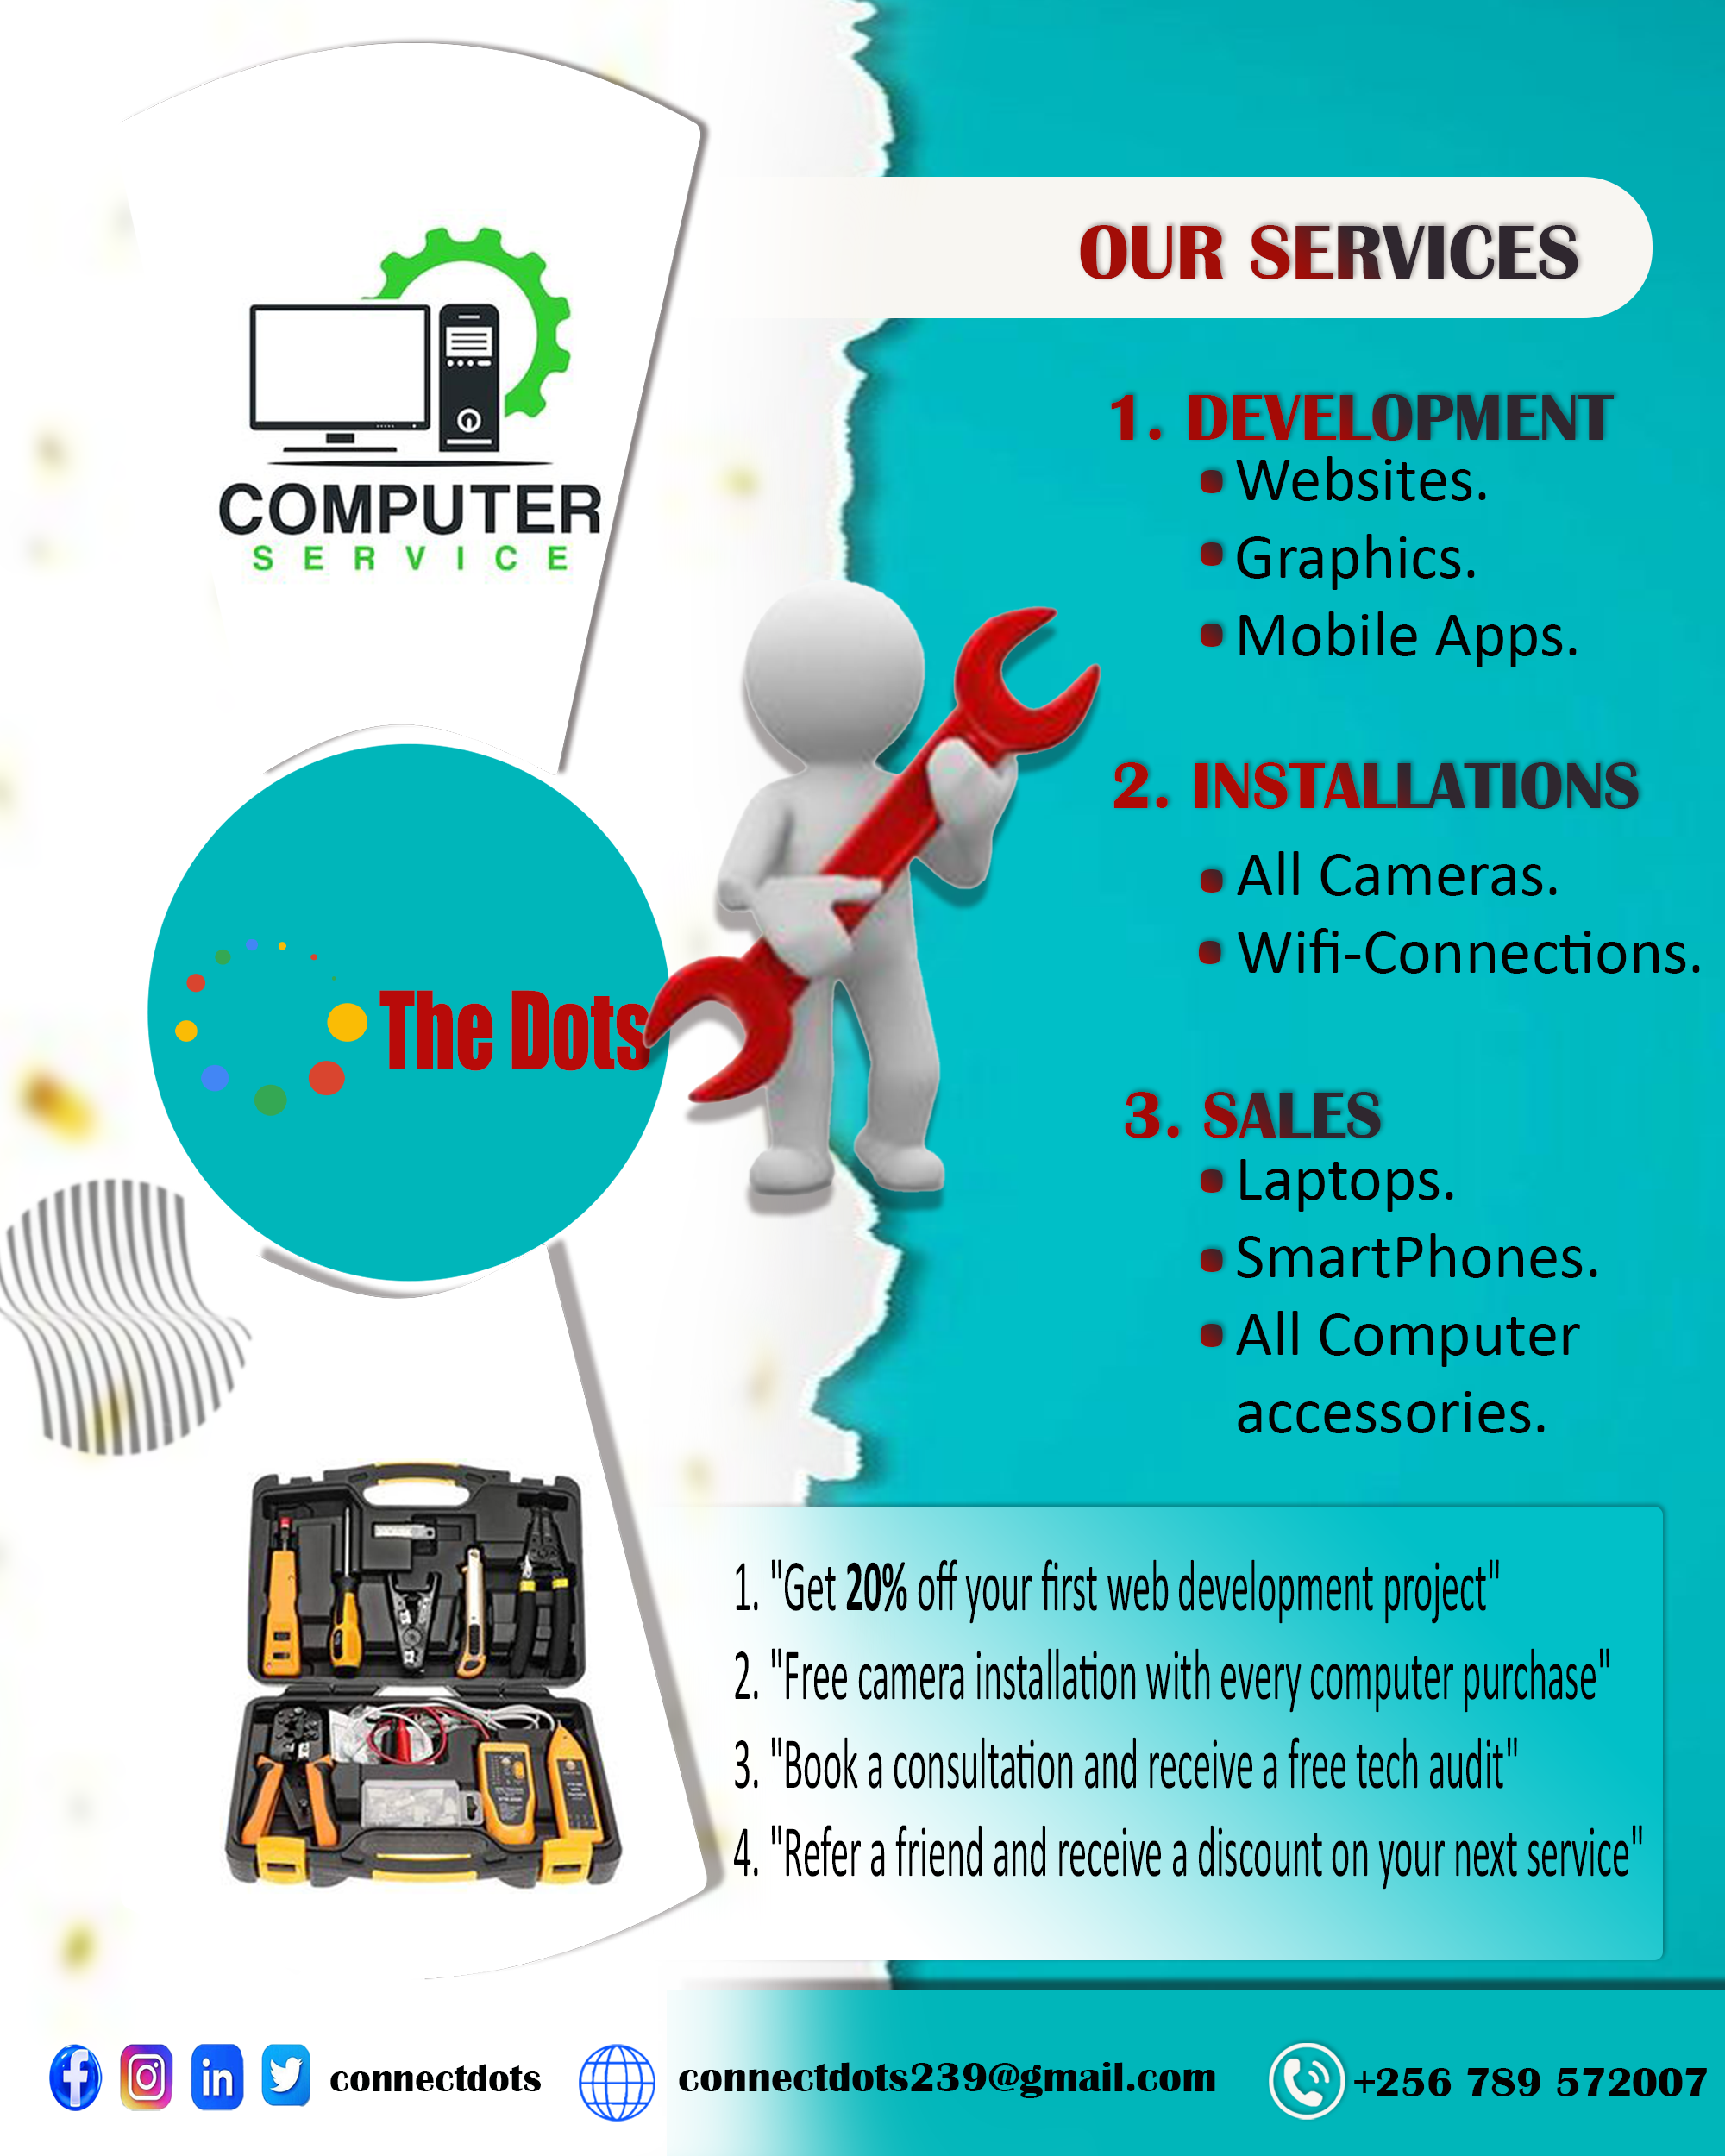 COMPUTER
SERVICE
The Dots
OUR SERVICES
1. DEVELOPMENT
Websites.
Graphics.
Mobile Apps.
2. INSTALLATIONS
All Cameras.
Wifi-Connections.
3. SALES
Laptops.
SmartPhones.
All Computer
accessories.
1. "Get 20% off your first web development project"
2. "Free camera installation with every computer purchase"
3. "Book a consultation and receive a free tech audit"
4. "Refer a friend and receive a discount on your next service"
connectdots
connectdots239@gmail.com
+256 789 572007